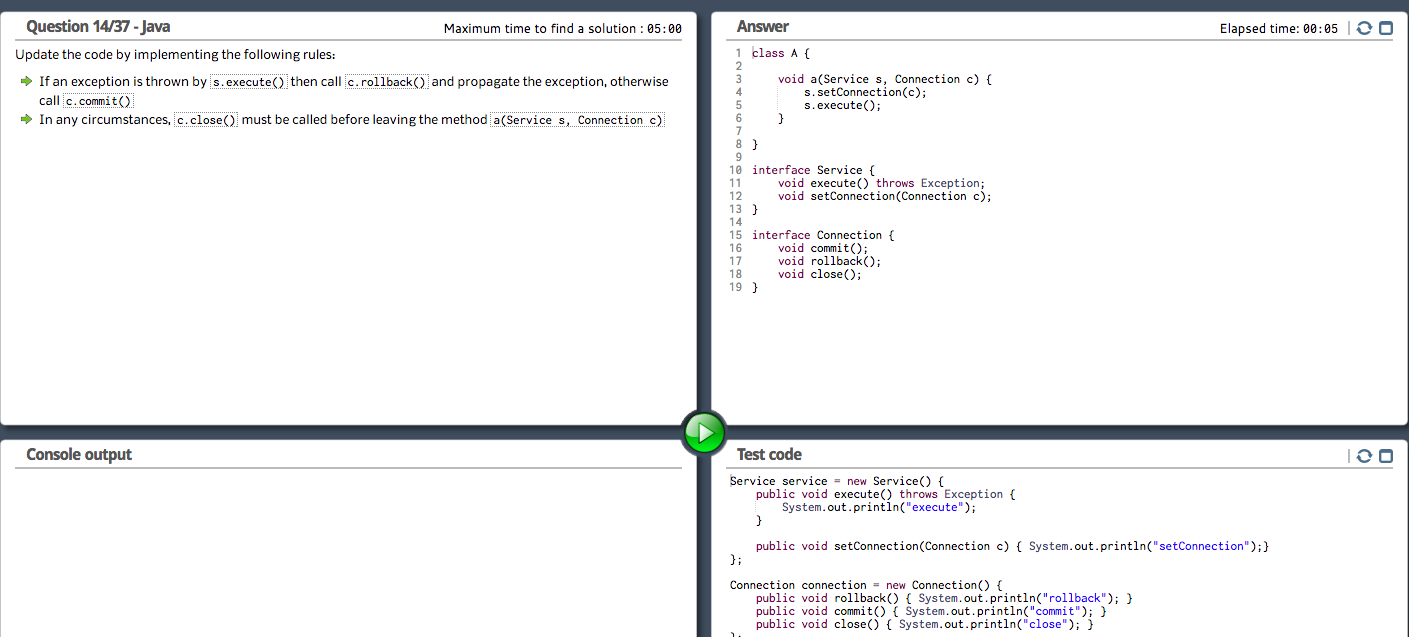 Question 14/37 - Java
Maximum time to find a solution : 05:00
Update the code by implementing the following rules:
If an exception is thrown by s.execute() then call c.rollback() and propagate the exception, otherwise
call c.commit()
In any circumstances, c.close() must be called before leaving the method a(Service s, Connection c)
Answer
Elapsed time: 00:05
1 class A {
2
3     void a(Service s, Connection c) {
4         s.setConnection(c);
5         s.execute();
6     }
7
8 }
9
10 interface Service {
11     void execute() throws Exception;
12     void setConnection(Connection c);
13 }
14
15 interface Connection {
16     void commit();
17     void rollback();
18     void close();
19 }
Console output
Test code
Service service = new Service() {
    public void execute() throws Exception {
        System.out.println("execute");
    }
    public void setConnection(Connection c) { System.out.println("setConnection");}
};
Connection connection = new Connection() {
    public void rollback() { System.out.println("rollback"); }
    public void commit() { System.out.println("commit"); }
    public void close() { System.out.println("close"); }
};